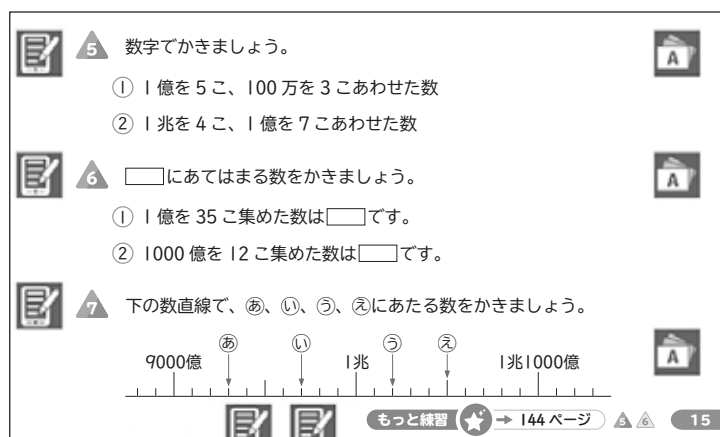 5 数字でかきましょう。
① 1億を5こ、100万を3こあわせた数
② 1兆を4こ、1億を7こあわせた数
6 □にあてはまる数をかきましょう。
① 1億を35こ集めた数は□です。
② 1000億を12こ集めた数は□です。
7 下の数直線で、あ、い、う、えにあたる数をかきましょう。
あ い う え
9000億 1兆 1兆1000億
もっと練習 → 144ページ 5 6 15
A
A
A